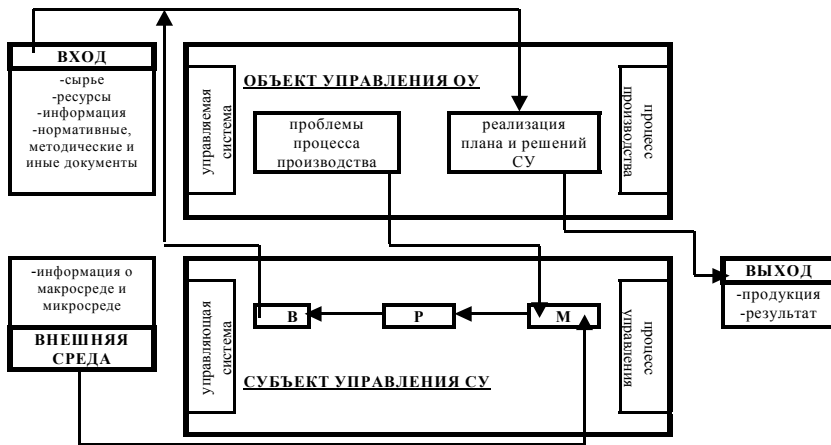 ВХОД
-сырье
-ресурсы
-информация
-нормативные,
методические и
иные документы
управляемая
система
ОБЪЕКТ УПРАВЛЕНИЯ ОУ
проблемы
процесса
производства
реализация
плана и решений
СУ
процесс
производства
-информация о
макросреде и
микросреде
ВНЕШНЯЯ
СРЕДА
управляющая
система
В
Р
М
СУБЪЕКТ УПРАВЛЕНИЯ СУ
процесс
управления
ВЫХОД
-продукция
-результат